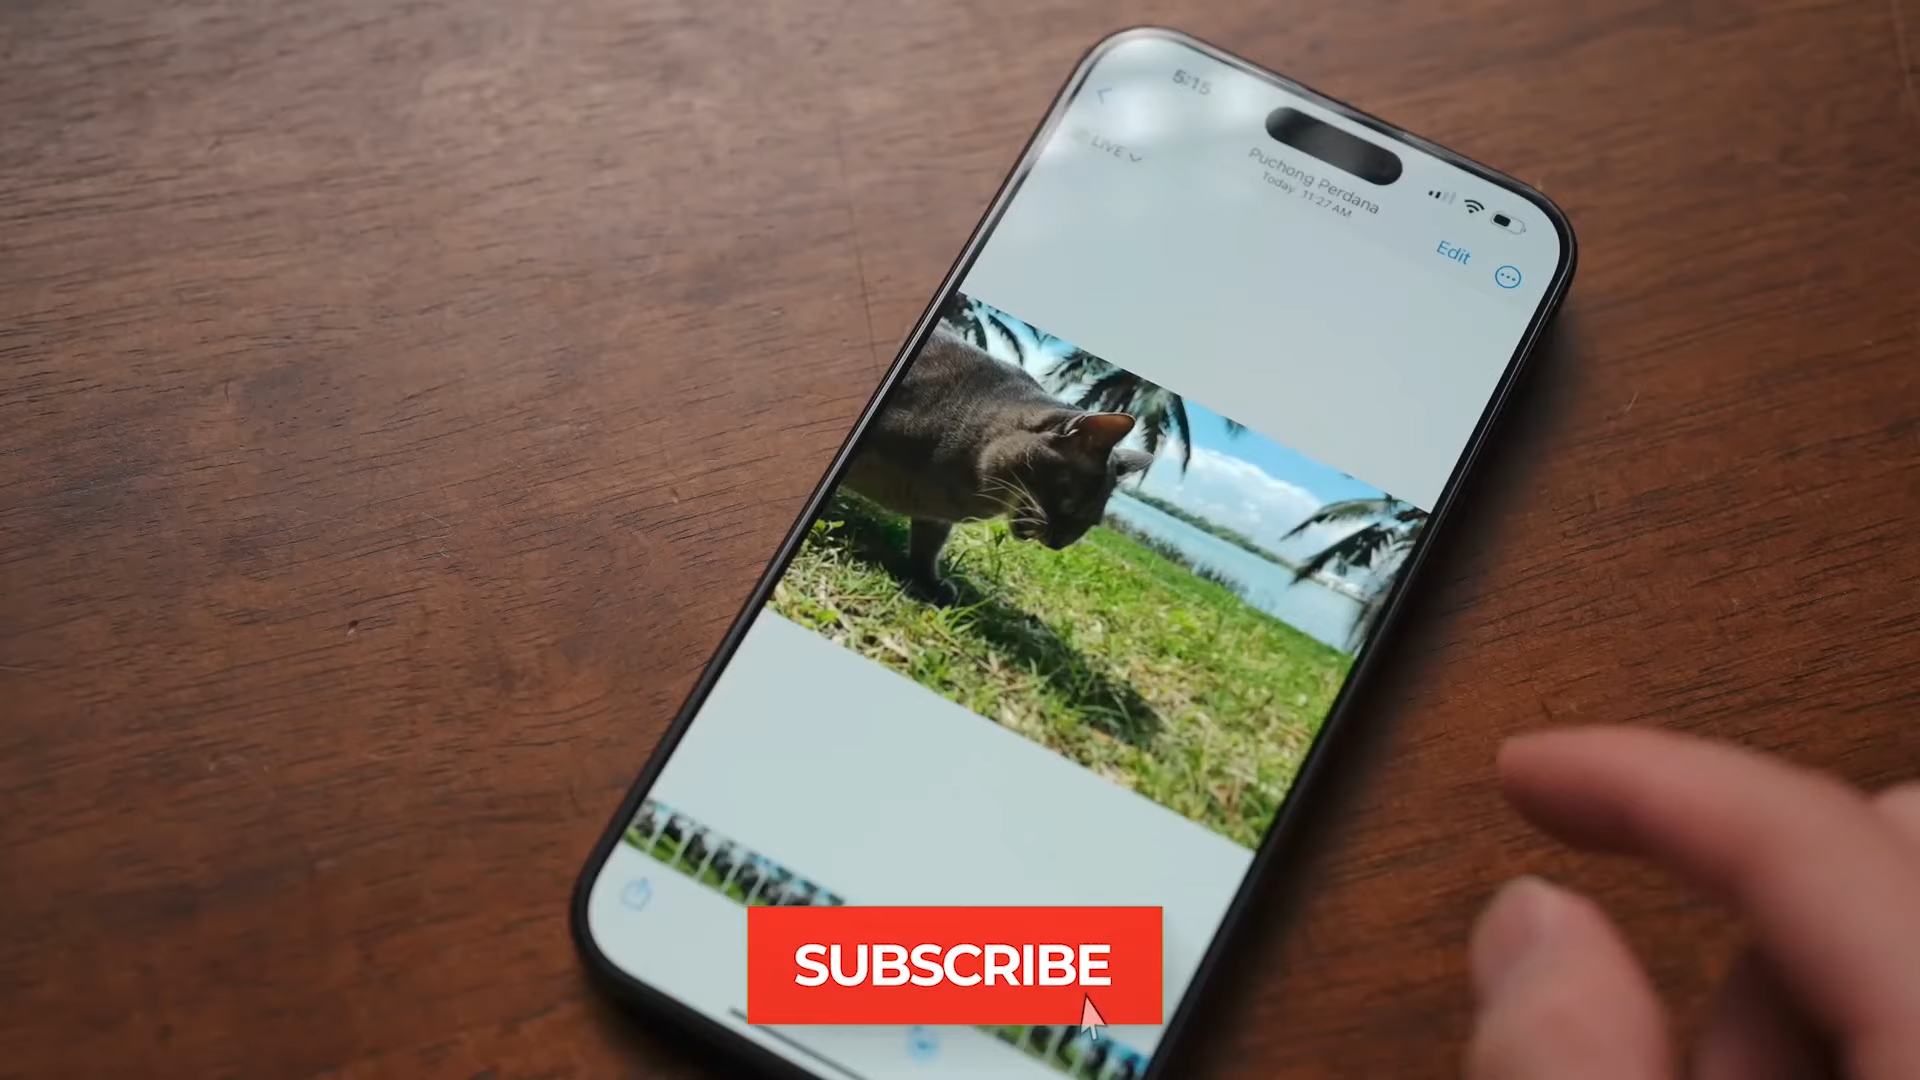 5:15
LIVE
Puchong Perdana
Today 11:27 AM
Edit
SUBSCRIBE